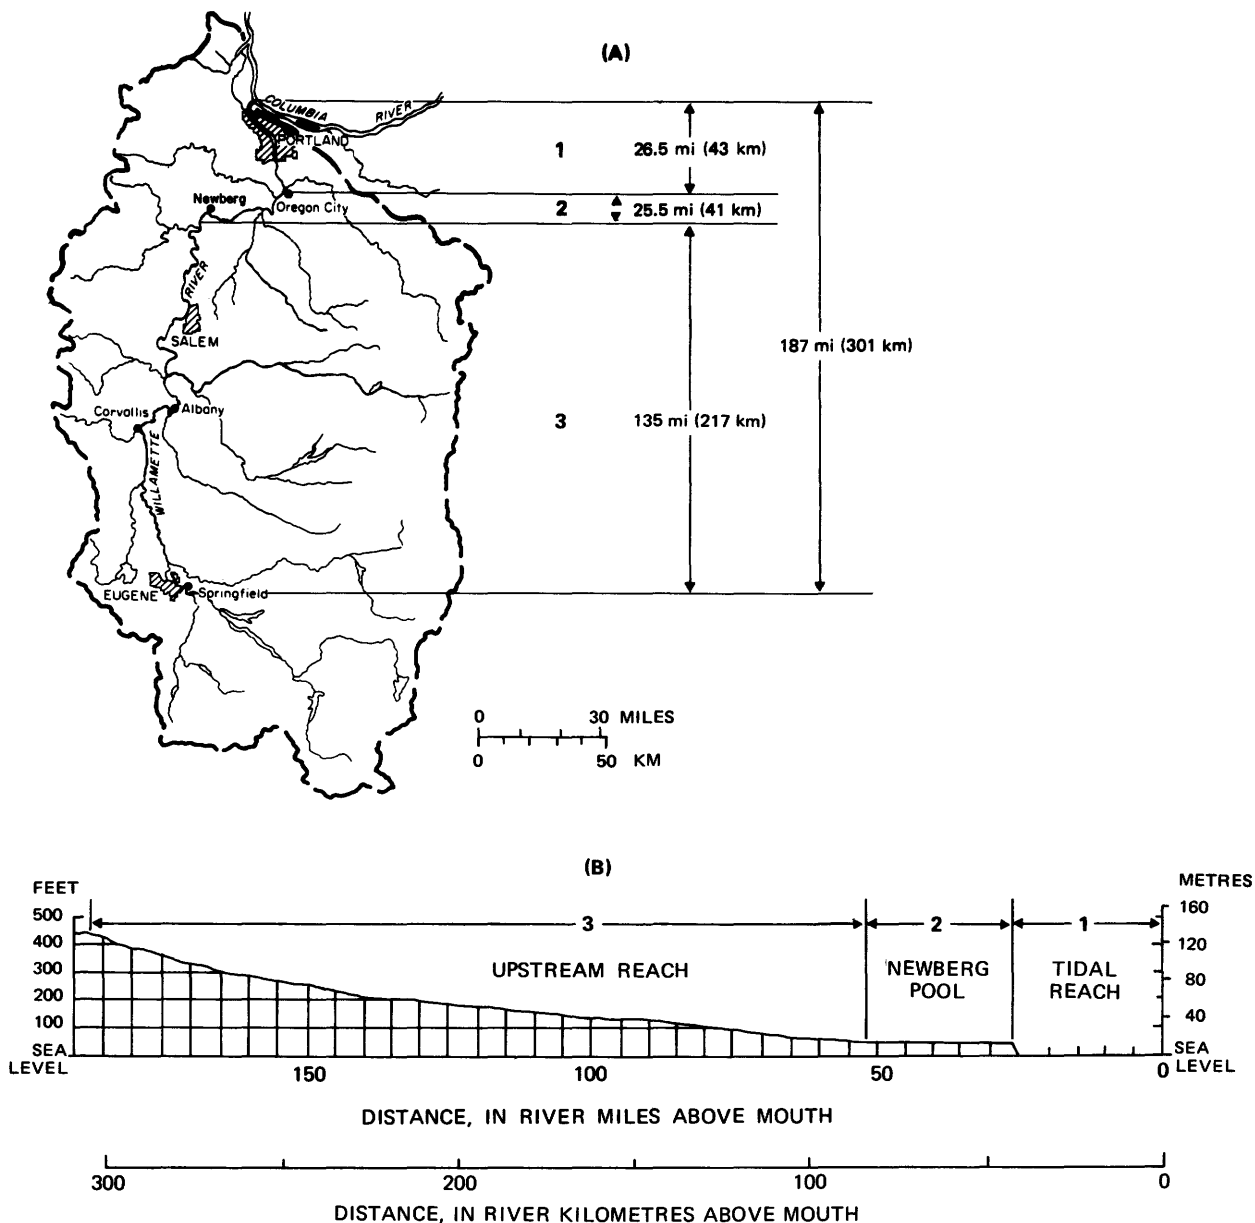 (A)
COLUMBIA
RIVER
PORTLAND
1
26.5 mi (43 km)
Newberg
Oregon City
2
25.5 mi (41 km)
RIVER
SALEM
187 mi (301 km)
Corvallis
Albany
3
135 mi (217 km)
WILLAMETTE
EUGENE
Springfield
0 30 MILES
0 50 KM
(B)
FEET
METRES
500
400
300
200
100
SEA
LEVEL
3
2
1
UPSTREAM REACH
NEWBERG
POOL
TIDAL
REACH
160
120
80
40
SEA
LEVEL
150 100 50 0
DISTANCE, IN RIVER MILES ABOVE MOUTH
300 200 100 0
DISTANCE, IN RIVER KILOMETRES ABOVE MOUTH